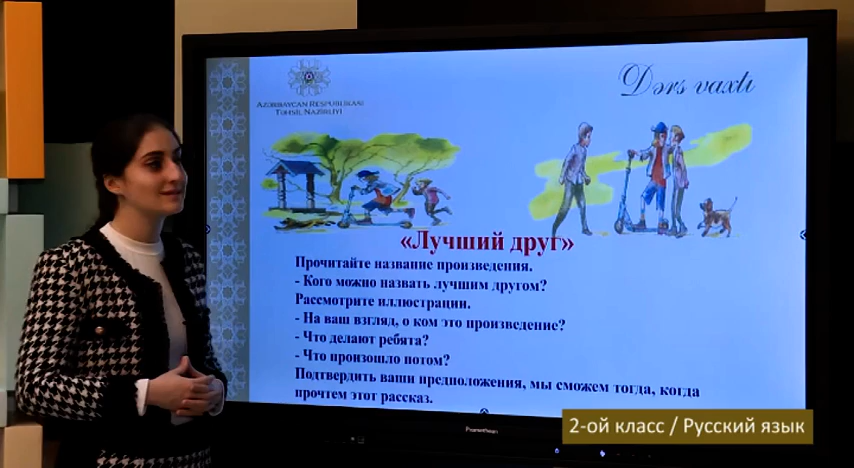 Dərs vaxtı
AZƏRBAYCAN RESPUBLİKASI
TƏHSİL NAZİRLİYİ
«Лучший друг»
Прочитайте название произведения.
- Кого можно назвать лучшим другом?
Рассмотрите иллюстрации.
- На ваш взгляд, о ком это произведение?
- Что делают ребята?
- Что произошло потом?
Подтвердить ваши предположения, мы сможем тогда, когда
прочтем этот рассказ.
Promethean
2-ой класс / Русский язык